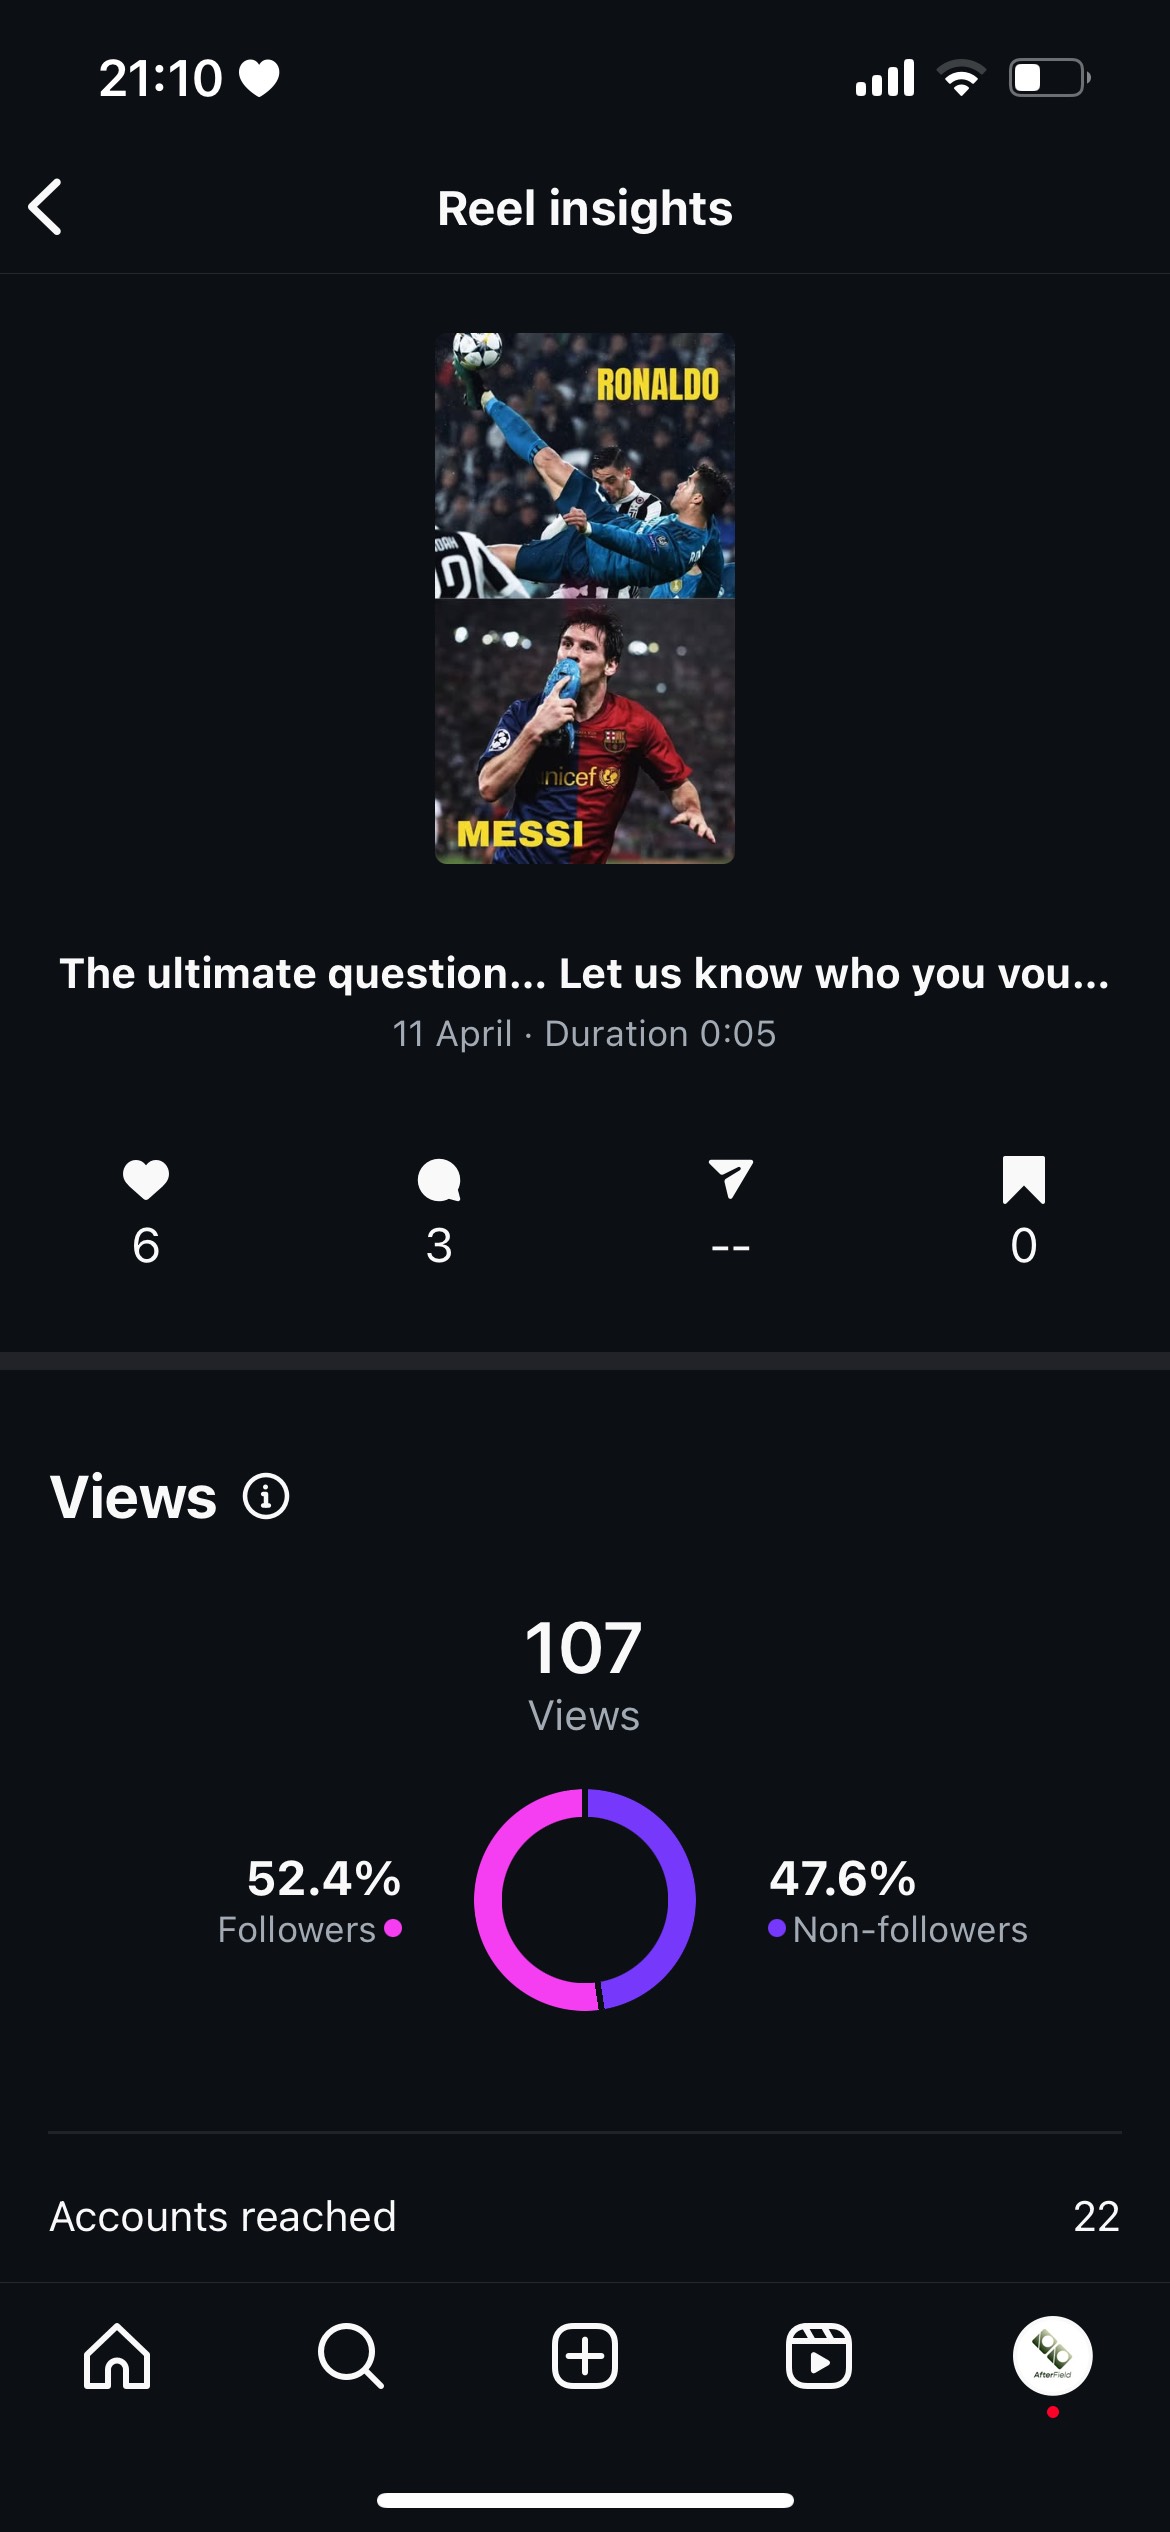 21:10
Reel insights
RONALDO
unicef
MESSI
The ultimate question... Let us know who you vou...
11 April · Duration 0:05
6 3 -- 0
Views
107
Views
52.4% 47.6%
Followers Non-followers
Accounts reached 22
AfterField